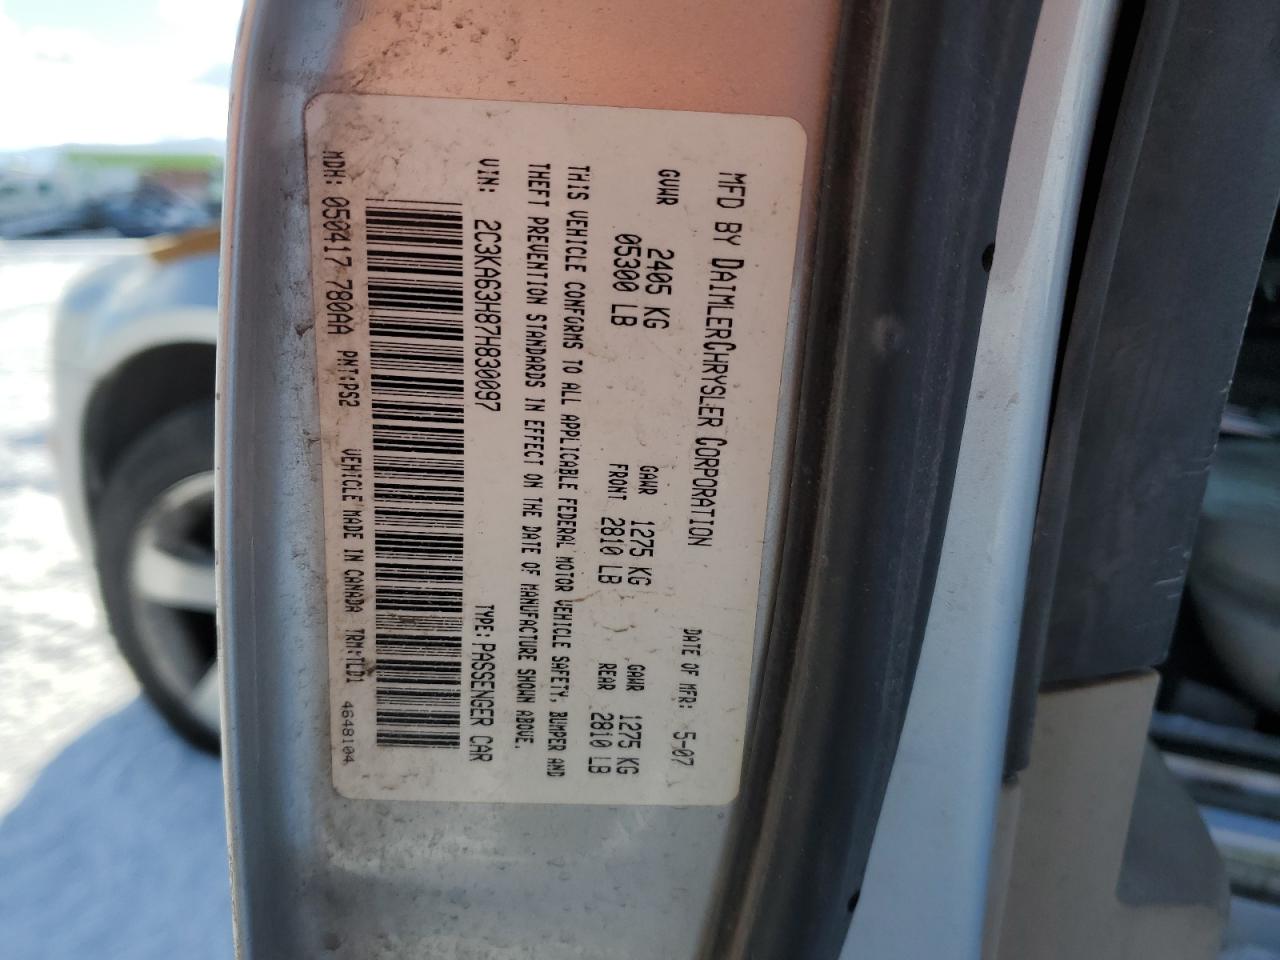 MFD BY DAIMLERCHRYSLER CORPORATION DATE OF MFR: 5-07
GVWR 2405 KG GAWR 1275 KG GAWR 1275 KG
05300 LB FRONT 2810 LB REAR 2810 LB
THIS VEHICLE CONFORMS TO ALL APPLICABLE FEDERAL MOTOR VEHICLE SAFETY, BUMPER AND
THEFT PREVENTION STANDARDS IN EFFECT ON THE DATE OF MANUFACTURE SHOWN ABOVE.
VIN: 2C3KA63H87H830097 TYPE: PASSENGER CAR
MDH: 050417 780AA PNT:PS2 VEHICLE MADE IN CANADA TRM:TLD1 4648104